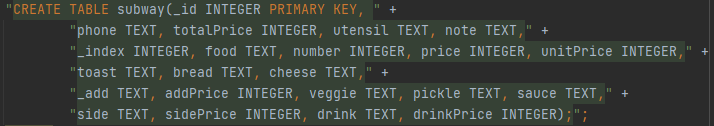 "CREATE TABLE subway(_id INTEGER PRIMARY KEY, " +
"phone TEXT, totalPrice INTEGER, utensil TEXT, note TEXT," +
"_index INTEGER, food TEXT, number INTEGER, price INTEGER, unitPrice INTEGER," +
"toast TEXT, bread TEXT, cheese TEXT," +
"_add TEXT, addPrice INTEGER, veggie TEXT, pickle TEXT, sauce TEXT," +
"side TEXT, sidePrice INTEGER, drink TEXT, drinkPrice INTEGER);";